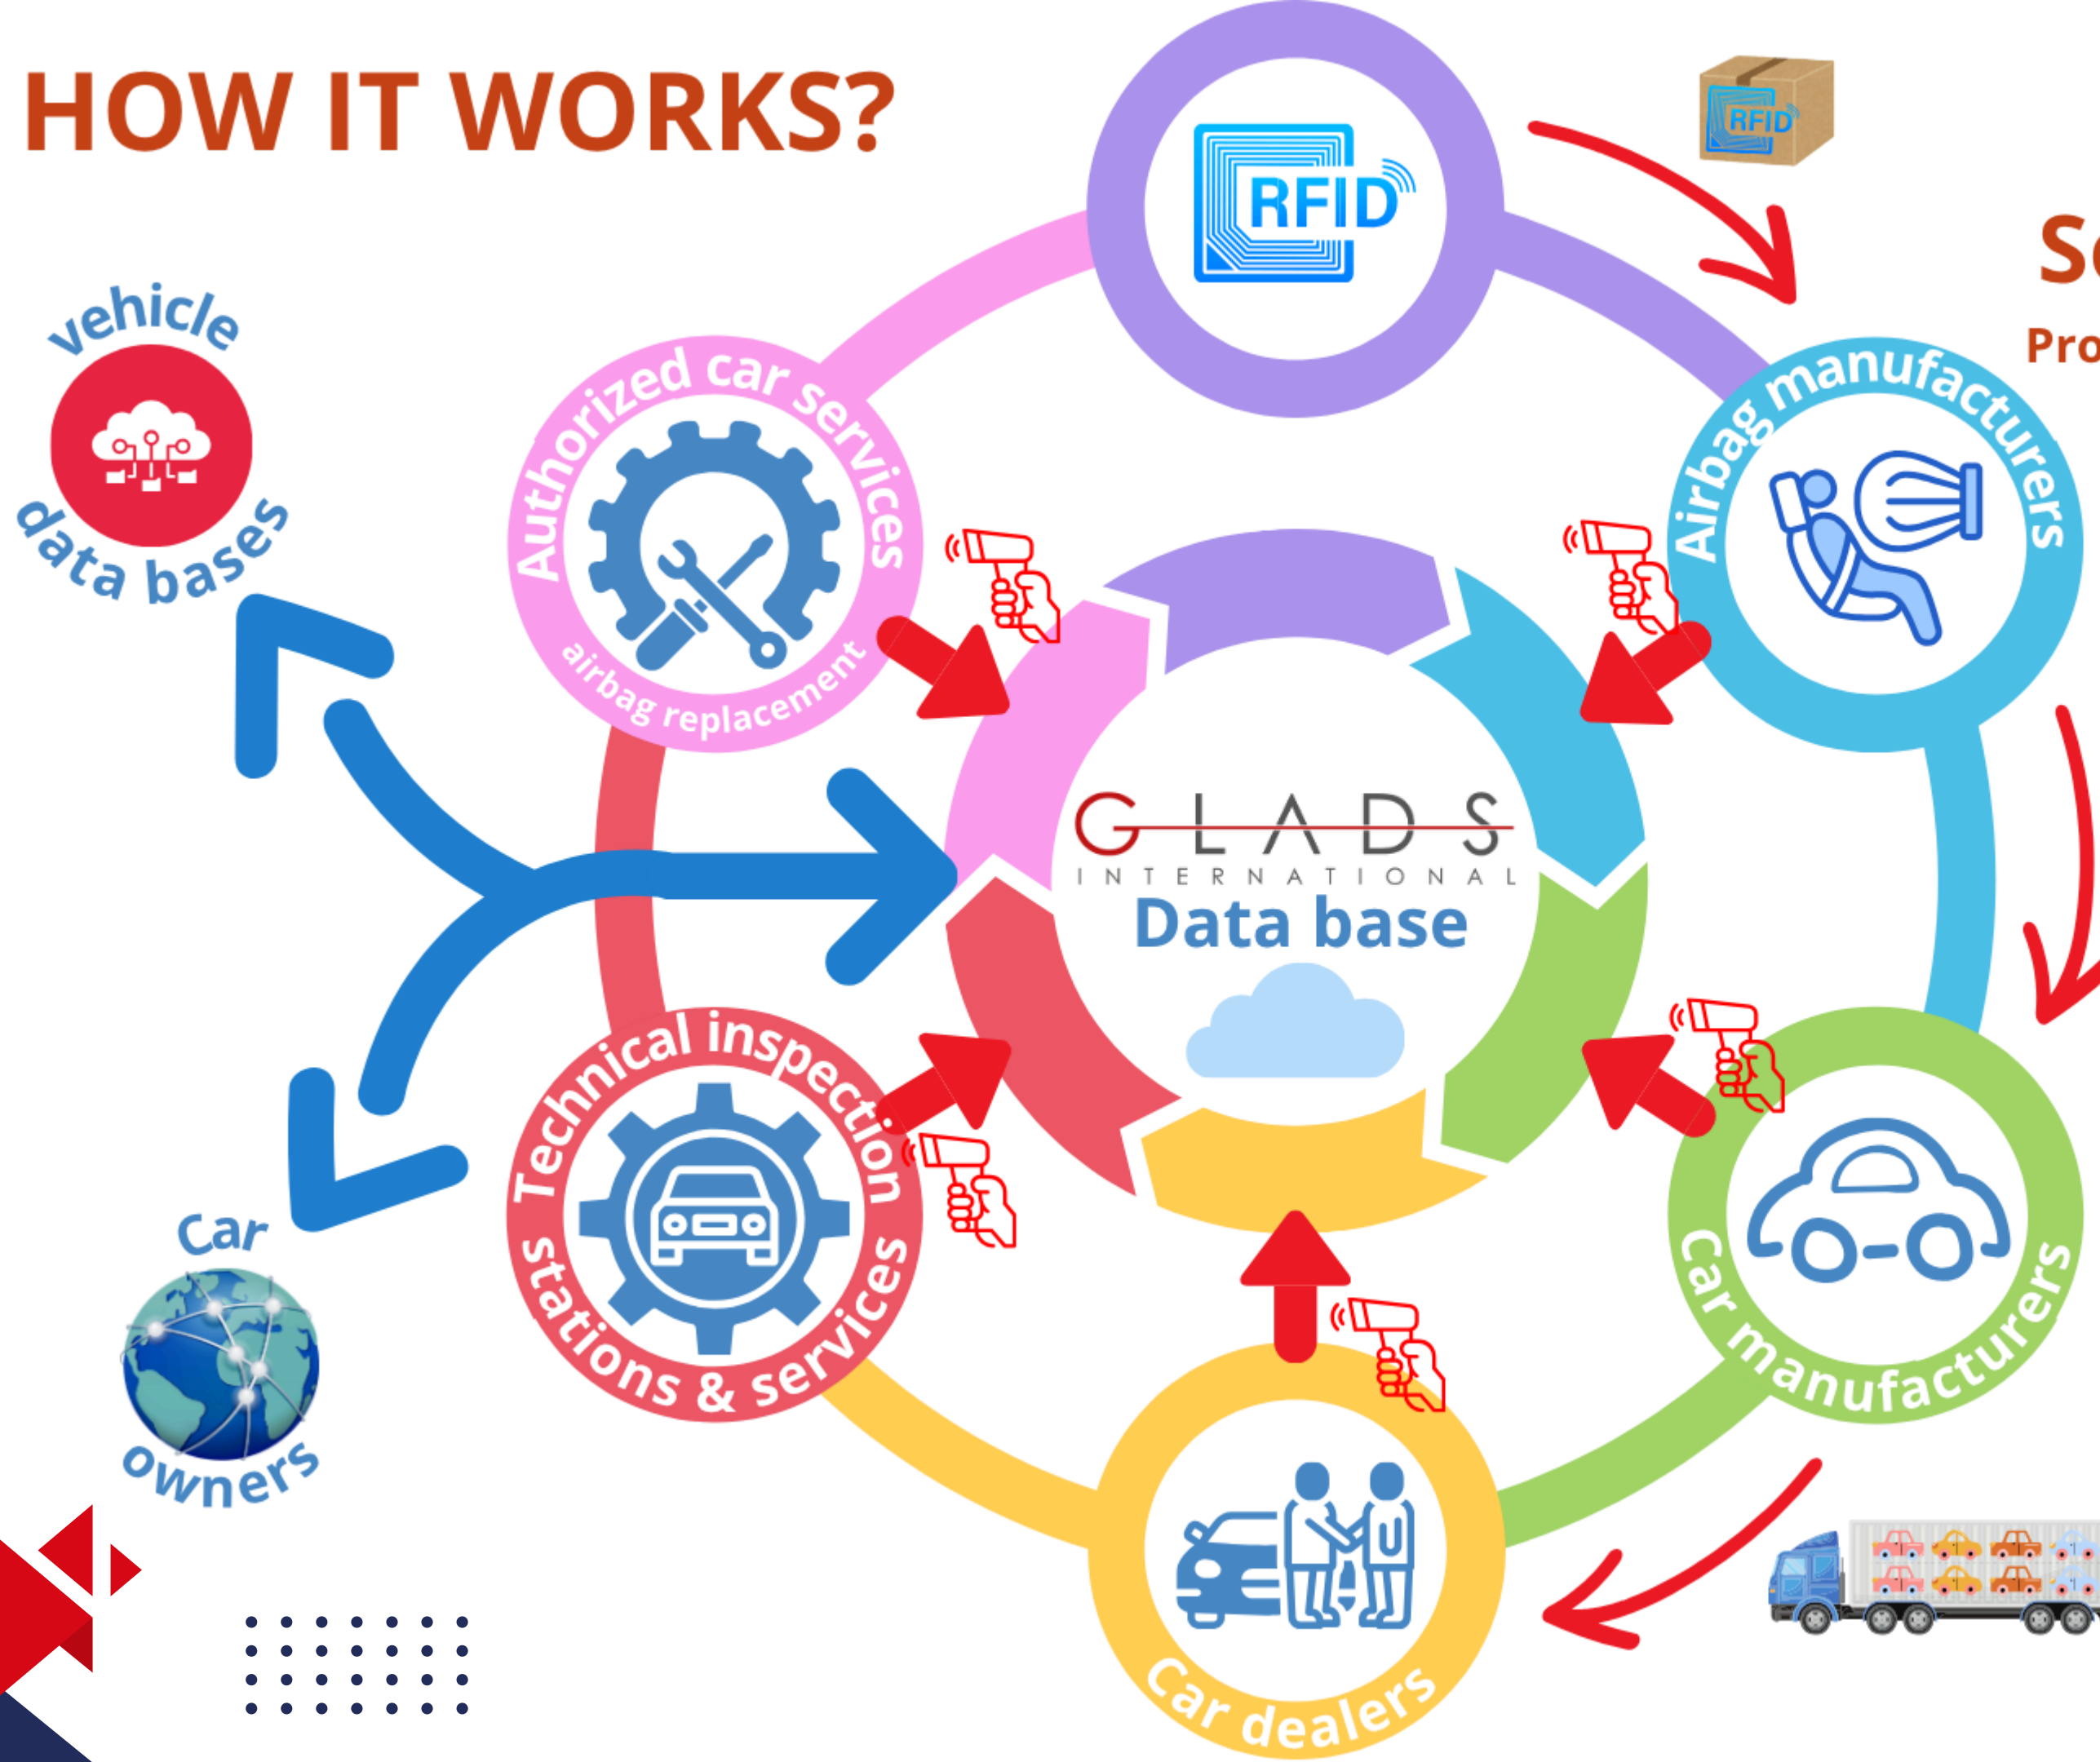 HOW IT WORKS?
RFID
RFID
vehicle
data bases
Authorized car services
airbag replacement
Airbag manufacturers
GLADS
INTERNATIONAL
Data base
Technical inspection
Stations & services
Car manufacturers
Car
owners
Car dealers